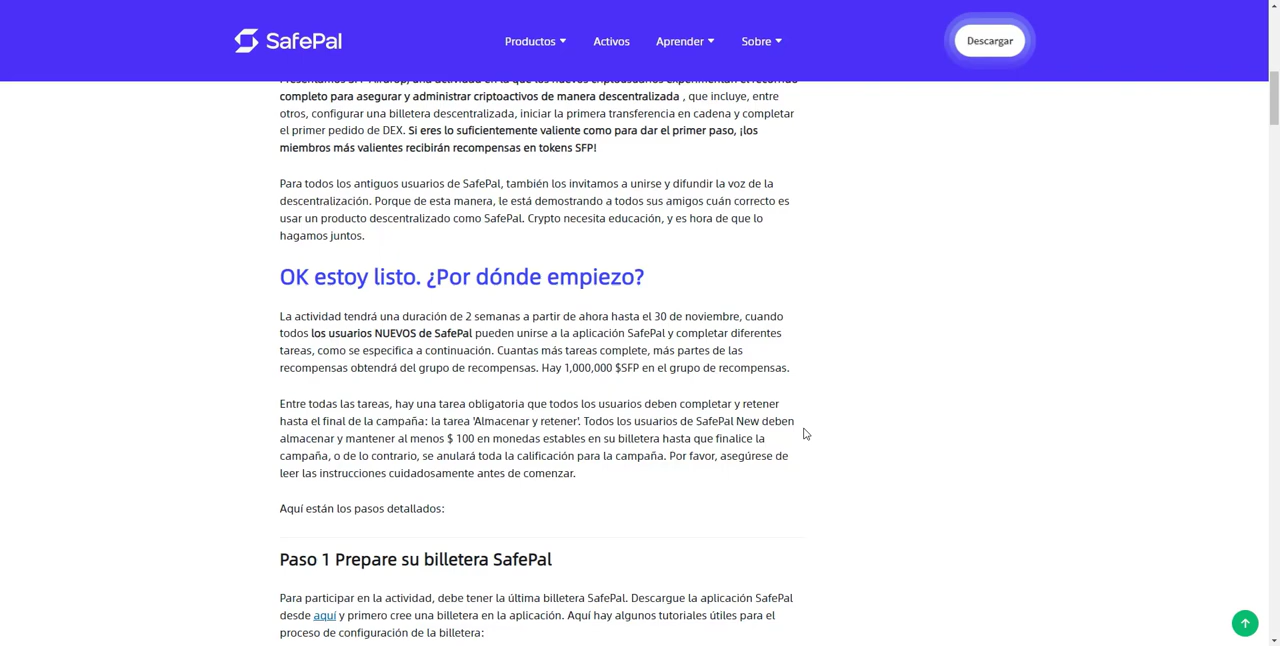 SafePal
Productos
Activos
Aprender
Sobre
Descargar
completo para asegurar y administrar criptoactivos de manera descentralizada , que incluye, entre
otros, configurar una billetera descentralizada, iniciar la primera transferencia en cadena y completar
el primer pedido de DEX. Si eres lo suficientemente valiente como para dar el primer paso, ¡los
miembros más valientes recibirán recompensas en tokens SFP!
Para todos los antiguos usuarios de SafePal, también los invitamos a unirse y difundir la voz de la
descentralización. Porque de esta manera, le está demostrando a todos sus amigos cuán correcto es
usar un producto descentralizado como SafePal. Crypto necesita educación, y es hora de que lo
hagamos juntos.
OK estoy listo. ¿Por dónde empiezo?
La actividad tendrá una duración de 2 semanas a partir de ahora hasta el 30 de noviembre, cuando
todos los usuarios NUEVOS de SafePal pueden unirse a la aplicación SafePal y completar diferentes
tareas, como se especifica a continuación. Cuantas más tareas complete, más partes de las
recompensas obtendrá del grupo de recompensas. Hay 1,000,000 $SFP en el grupo de recompensas.
Entre todas las tareas, hay una tarea obligatoria que todos los usuarios deben completar y retener
hasta el final de la campaña: la tarea 'Almacenar y retener'. Todos los usuarios de SafePal New deben
almacenar y mantener al menos $ 100 en monedas estables en su billetera hasta que finalice la
campaña, o de lo contrario, se anulará toda la calificación para la campaña. Por favor, asegúrese de
leer las instrucciones cuidadosamente antes de comenzar.
Aquí están los pasos detallados:
Paso 1 Prepare su billetera SafePal
Para participar en la actividad, debe tener la última billetera SafePal. Descargue la aplicación SafePal
desde aquí y primero cree una billetera en la aplicación. Aquí hay algunos tutoriales útiles para el
proceso de configuración de la billetera: